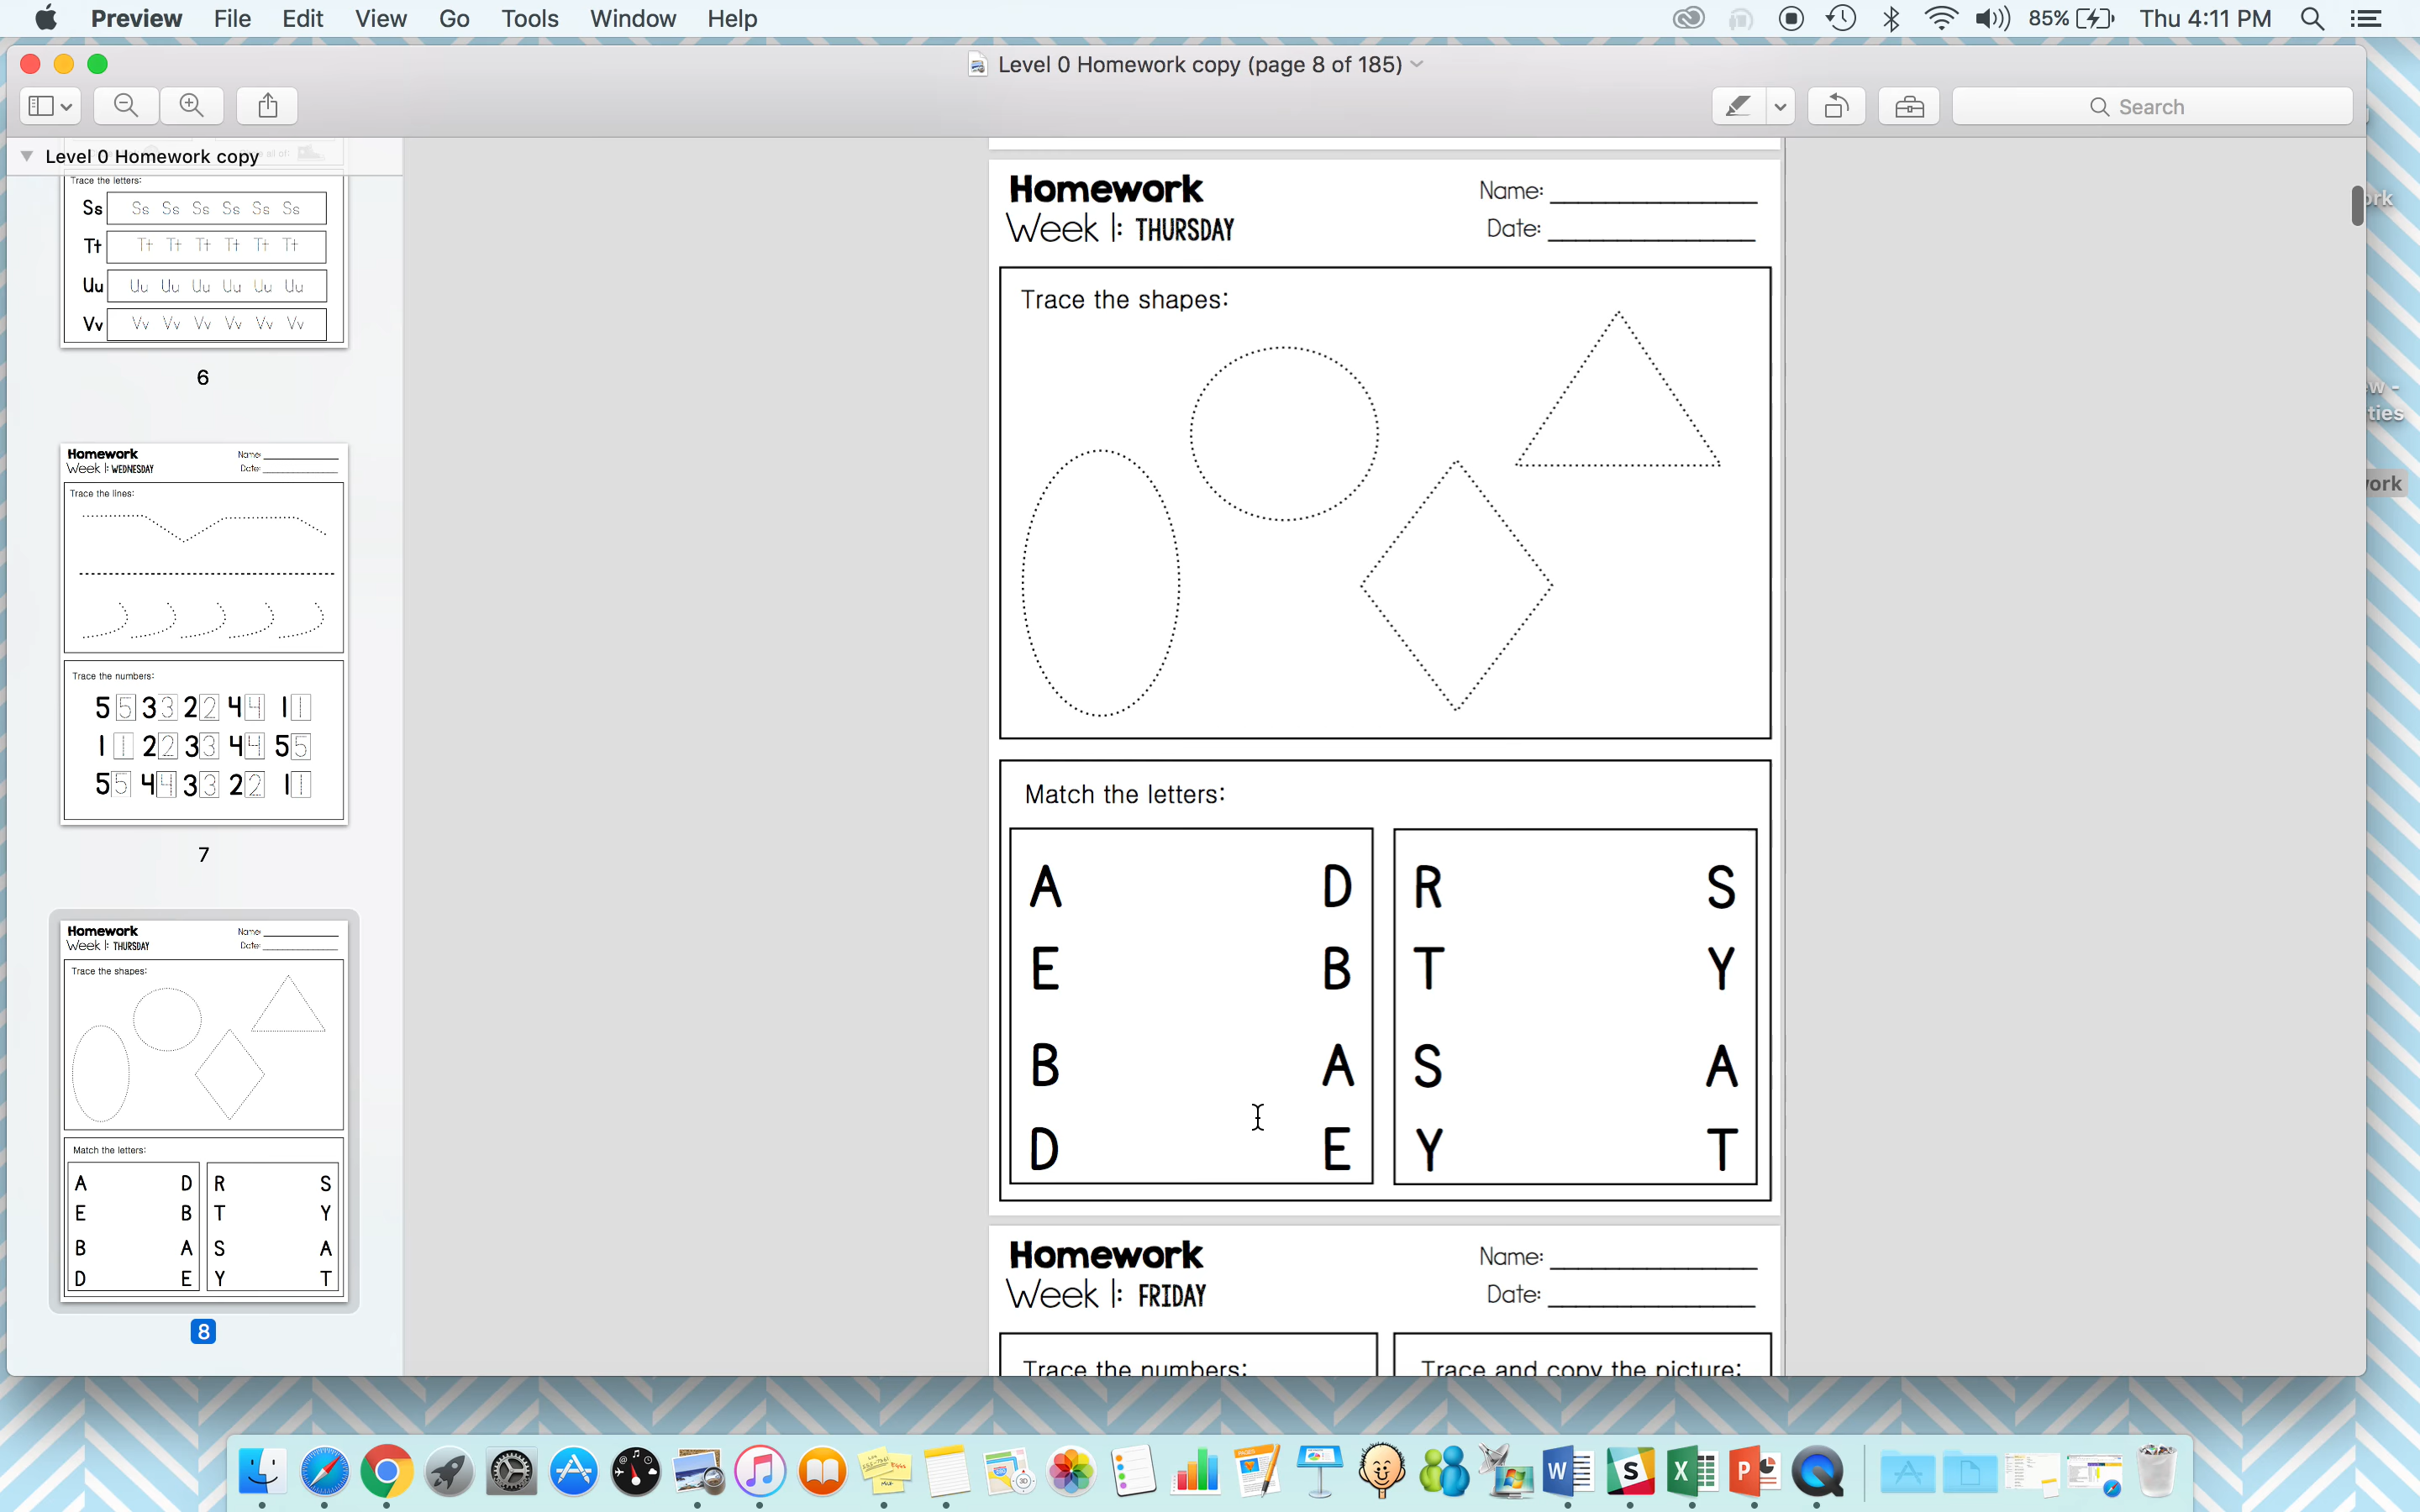 Preview File Edit View Go Tools Window Help 85% Thu 4:11 PM
Level 0 Homework copy (page 8 of 185)
Search
Level 0 Homework copy
Trace the letters:
Ss Ss Ss Ss Ss Ss Ss
Tt Tt Tt Tt Tt Tt Tt
Uu Uu Uu Uu Uu Uu Uu
Vv Vv Vv Vv Vv Vv Vv
6
Homework Name:
Week 1: WEDNESDAY Date:
Trace the lines:
Trace the numbers:
5 5 3 3 2 2 4 4 1 1
1 1 2 2 3 3 4 4 5 5
5 5 4 4 3 3 2 2 1 1
7
Homework Name:
Week 1: THURSDAY Date:
Trace the shapes:
Match the letters:
A D R S
E B T Y
B A S A
D E Y T
8
Homework Name:
Week 1: THURSDAY Date:
Trace the shapes:
Match the letters:
A D R S
E B T Y
B A S A
D E Y T
Homework Name:
Week 1: FRIDAY Date:
Trace the numbers: Trace and copy the picture: